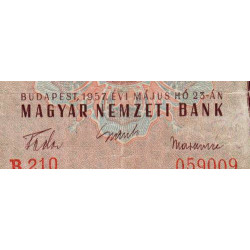 BUDAPEST, 1957. ÉVI MÁJUS HÓ 23-ÁN
MAGYAR NEMZETI BANK
B 210 059009